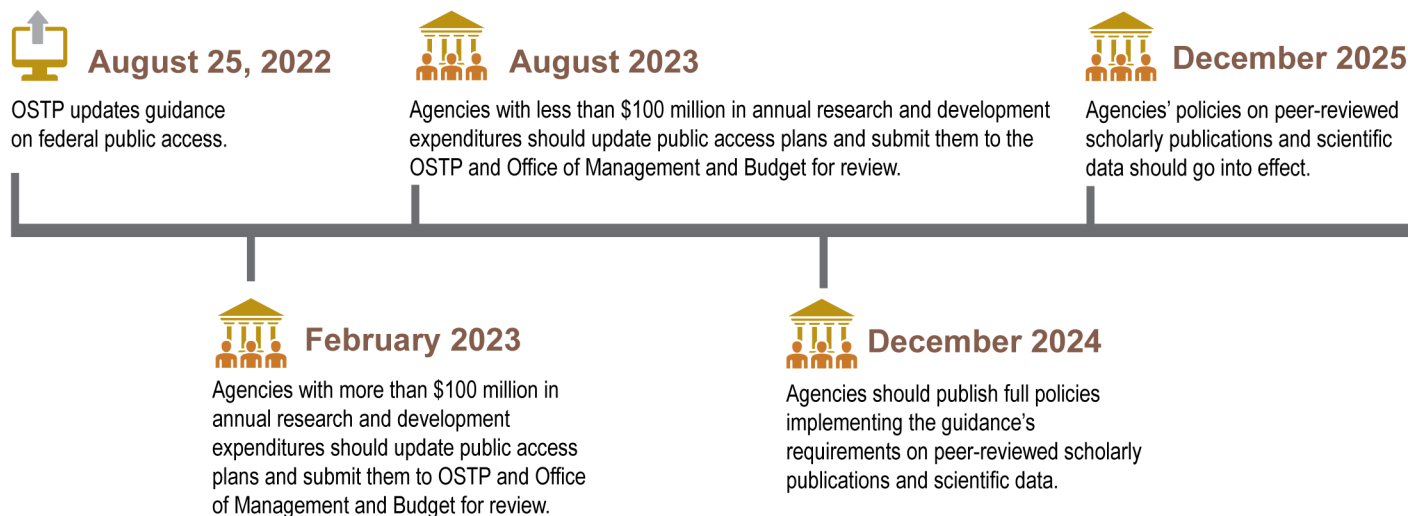 August 25, 2022
OSTP updates guidance
on federal public access.
February 2023
Agencies with more than $100 million in
annual research and development
expenditures should update public access
plans and submit them to OSTP and Office
of Management and Budget for review.
August 2023
Agencies with less than $100 million in annual research and development
expenditures should update public access plans and submit them to the
OSTP and Office of Management and Budget for review.
December 2024
Agencies should publish full policies
implementing the guidance’s
requirements on peer-reviewed scholarly
publications and scientific data.
December 2025
Agencies’ policies on peer-reviewed
scholarly publications and scientific
data should go into effect.